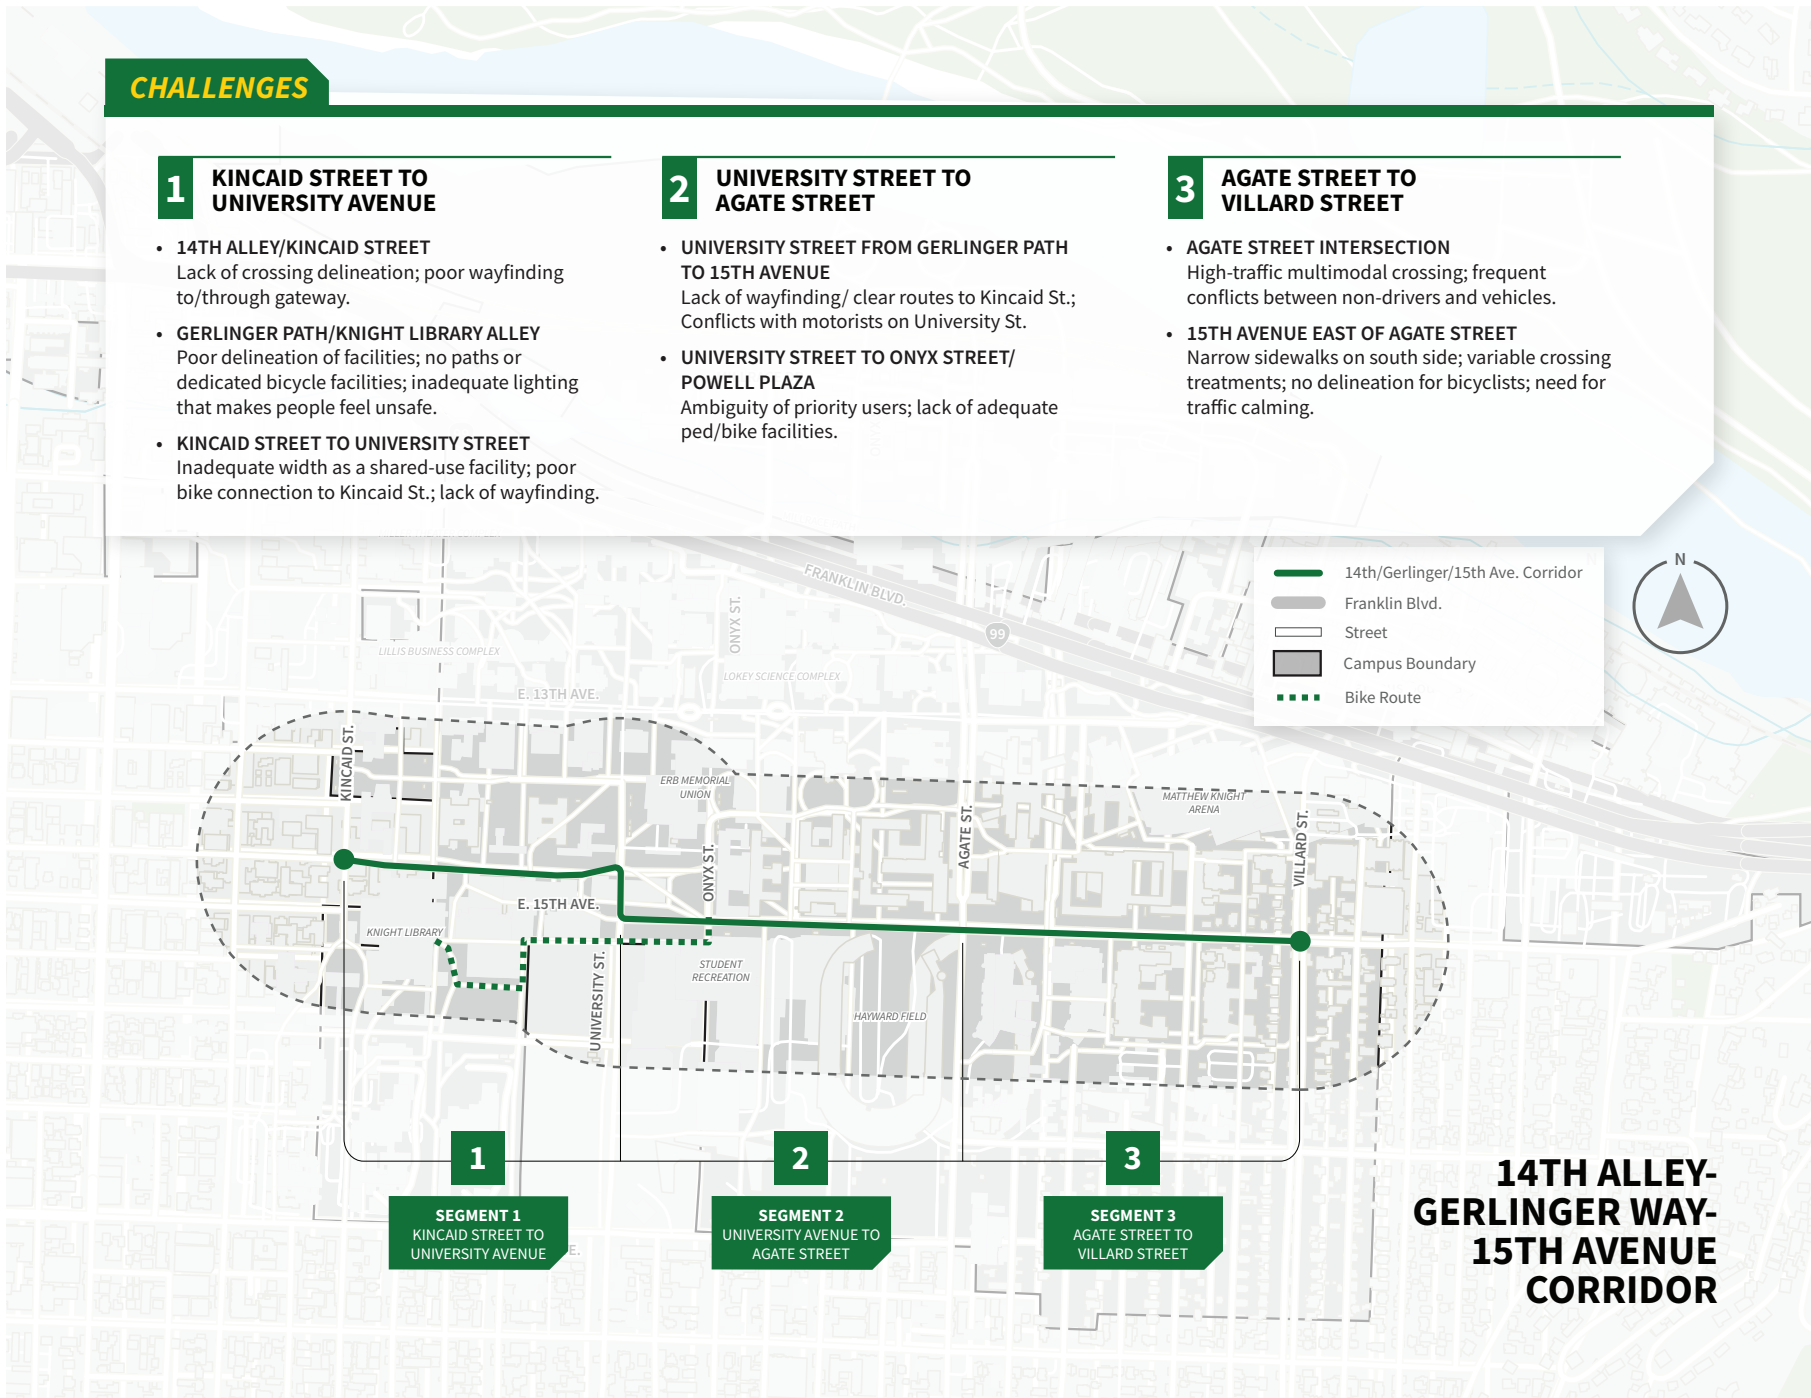 CHALLENGES
1
KINCAID STREET TO
UNIVERSITY AVENUE
• 14TH ALLEY/KINCAID STREET
Lack of crossing delineation; poor wayfinding
to/through gateway.
• GERLINGER PATH/KNIGHT LIBRARY ALLEY
Poor delineation of facilities; no paths or
dedicated bicycle facilities; inadequate lighting
that makes people feel unsafe.
• KINCAID STREET TO UNIVERSITY STREET
Inadequate width as a shared-use facility; poor
bike connection to Kincaid St.; lack of wayfinding.
2
UNIVERSITY STREET TO
AGATE STREET
• UNIVERSITY STREET FROM GERLINGER PATH
TO 15TH AVENUE
Lack of wayfinding/ clear routes to Kincaid St.;
Conflicts with motorists on University St.
• UNIVERSITY STREET TO ONYX STREET/
POWELL PLAZA
Ambiguity of priority users; lack of adequate
ped/bike facilities.
3
AGATE STREET TO
VILLARD STREET
• AGATE STREET INTERSECTION
High-traffic multimodal crossing; frequent
conflicts between non-drivers and vehicles.
• 15TH AVENUE EAST OF AGATE STREET
Narrow sidewalks on south side; variable crossing
treatments; no delineation for bicyclists; need for
traffic calming.
14th/Gerlinger/15th Ave. Corridor
Franklin Blvd.
Street
Campus Boundary
Bike Route
N
FRANKLIN BLVD.
99
ONYX ST.
LILLIS BUSINESS COMPLEX
LOKEY SCIENCE COMPLEX
E. 13TH AVE.
KINCAID ST.
ERB MEMORIAL
UNION
MATTHEW KNIGHT
ARENA
AGATE ST.
VILLARD ST.
ONYX ST.
E. 15TH AVE.
KNIGHT LIBRARY
UNIVERSITY ST.
STUDENT
RECREATION
HAYWARD FIELD
1
SEGMENT 1
KINCAID STREET TO
UNIVERSITY AVENUE
E.
2
SEGMENT 2
UNIVERSITY AVENUE TO
AGATE STREET
3
SEGMENT 3
AGATE STREET TO
VILLARD STREET
14TH ALLEY-
GERLINGER WAY-
15TH AVENUE
CORRIDOR